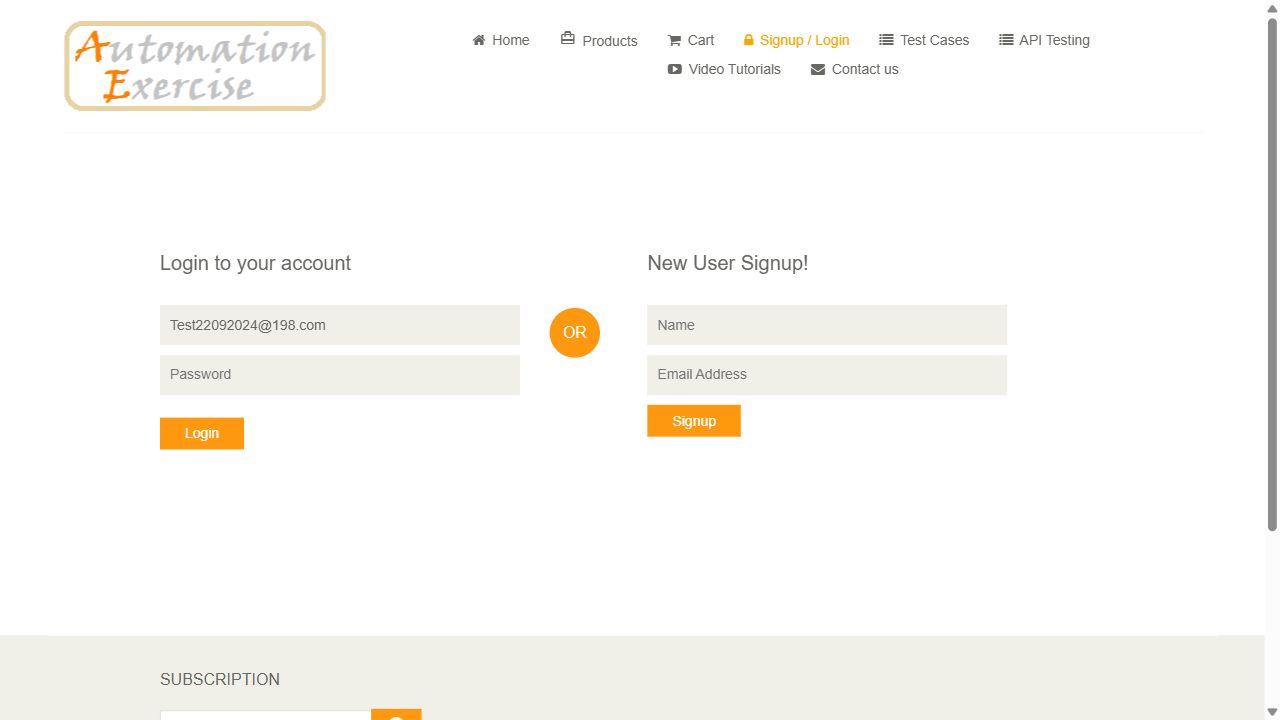 Automation
Exercise
Home
Products
Cart
Signup / Login
Test Cases
API Testing
Video Tutorials
Contact us
Login to your account
Test22092024@198.com
Password
Login
OR
New User Signup!
Name
Email Address
Signup
SUBSCRIPTION